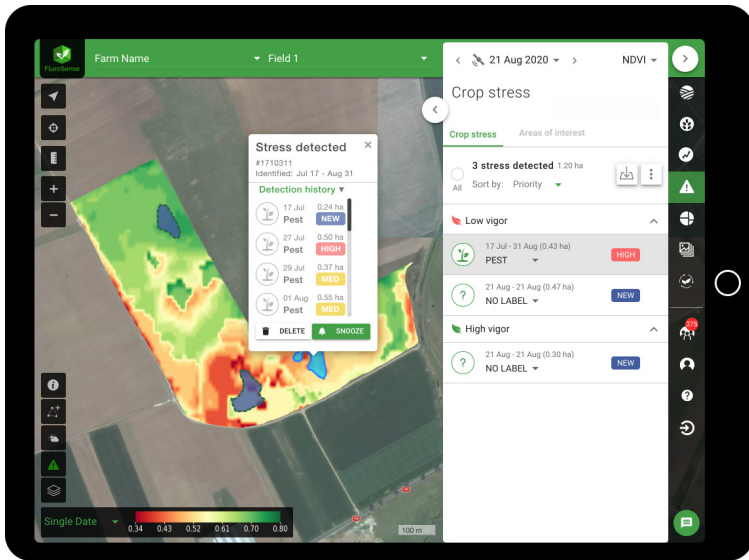 FluroSense
Farm Name
Field 1
21 Aug 2020
NDVI
Crop stress
Crop stress
Areas of interest
3 stress detected 1.20 ha
All
Sort by: Priority
Low vigor
17 Jul - 31 Aug (0.43 ha)
PEST
HIGH
21 Aug - 21 Aug (0.47 ha)
NO LABEL
NEW
High vigor
21 Aug - 21 Aug (0.30 ha)
NO LABEL
NEW
Stress detected
#1710311
Identified: Jul 17 - Aug 31
Detection history
17 Jul 0.24 ha
Pest NEW
27 Jul 0.50 ha
Pest HIGH
29 Jul 0.37 ha
Pest MED
01 Aug 0.55 ha
Pest MED
DELETE
SNOOZE
275
Single Date
0.34 0.43 0.52 0.61 0.70 0.80
100 m